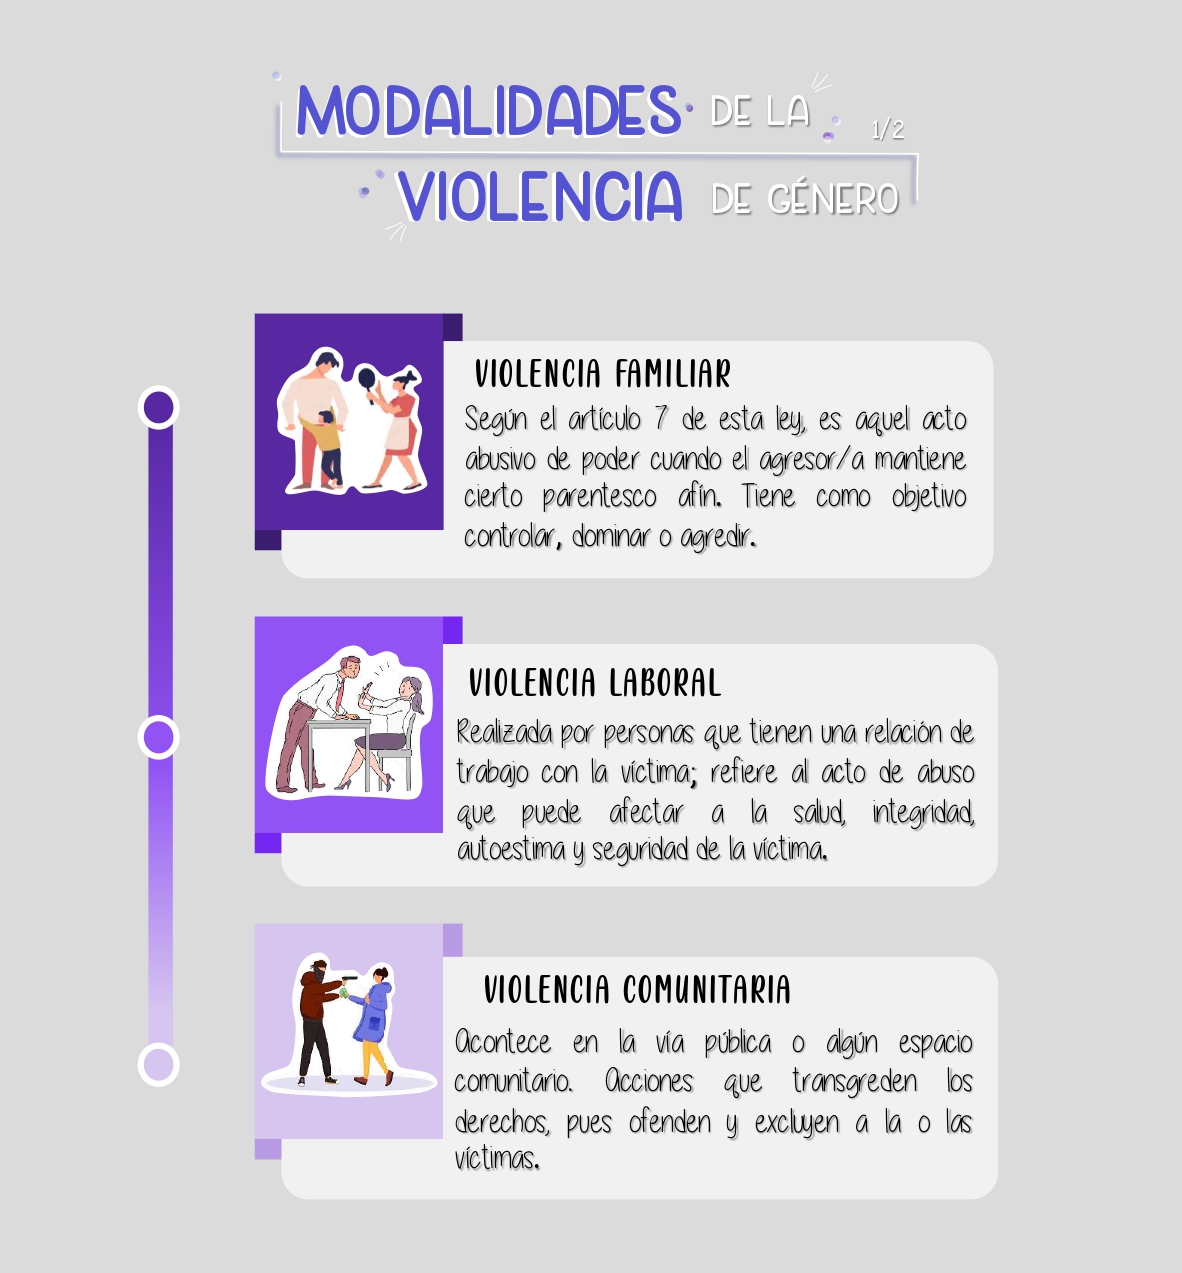 MODALIDADES DE LA
1/2
VIOLENCIA DE GÉNERO
VIOLENCIA FAMILIAR
Según el artículo 7 de esta ley, es aquel acto
abusivo de poder cuando el agresor/a mantiene
cierto parentesco afín. Tiene como objetivo
controlar, dominar o agredir.
VIOLENCIA LABORAL
Realizada por personas que tienen una relación de
trabajo con la víctima; refiere al acto de abuso
que puede afectar a la salud, integridad,
autoestima y seguridad de la víctima.
VIOLENCIA COMUNITARIA
Acontece en la vía pública o algún espacio
comunitario. Acciones que transgreden los
derechos, pues ofenden y excluyen a la o las
víctimas.